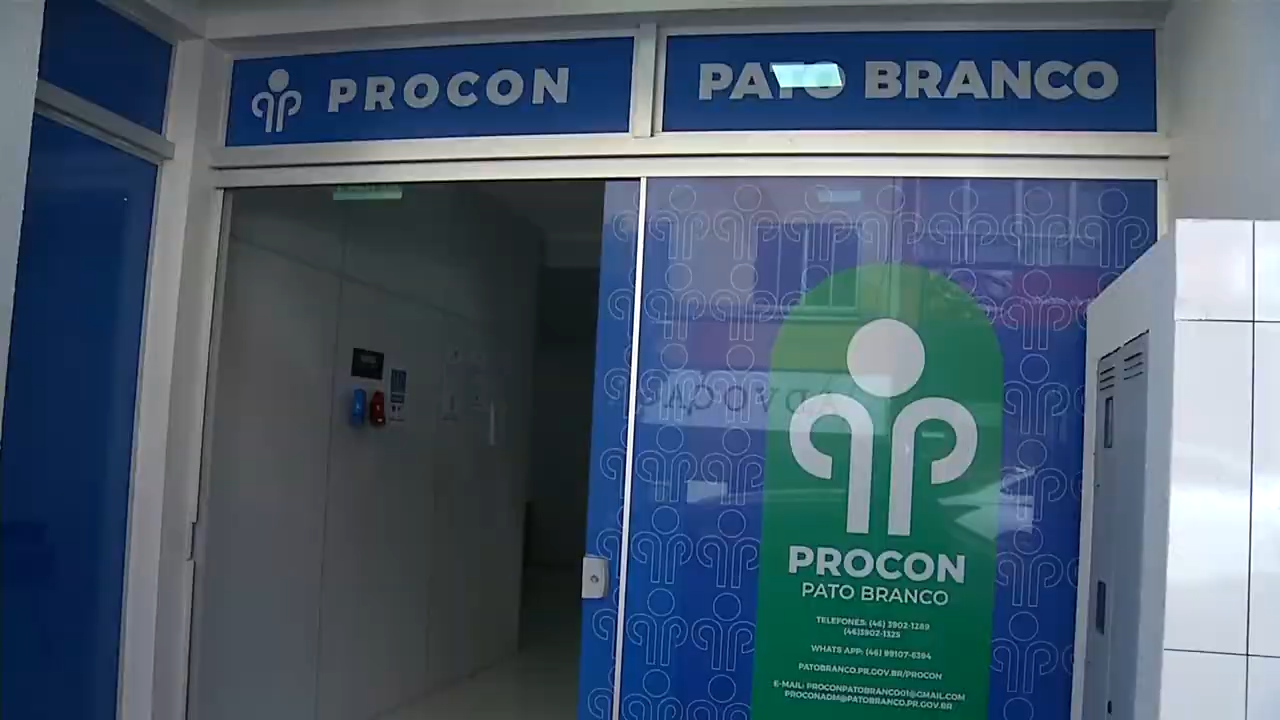 PROCON
PATO BRANCO
PROCON
PATO BRANCO
TELEFONES: (46) 3902-1289
(46)3902-1325
WHATS APP: (46) 99107-6394
PATOBRANCO.PR.GOV.BR/PROCON
E-MAIL: PROCONPATOBRANCO01@GMAIL.COM
PROCONADM@PATOBRANCO.PR.GOV.BR